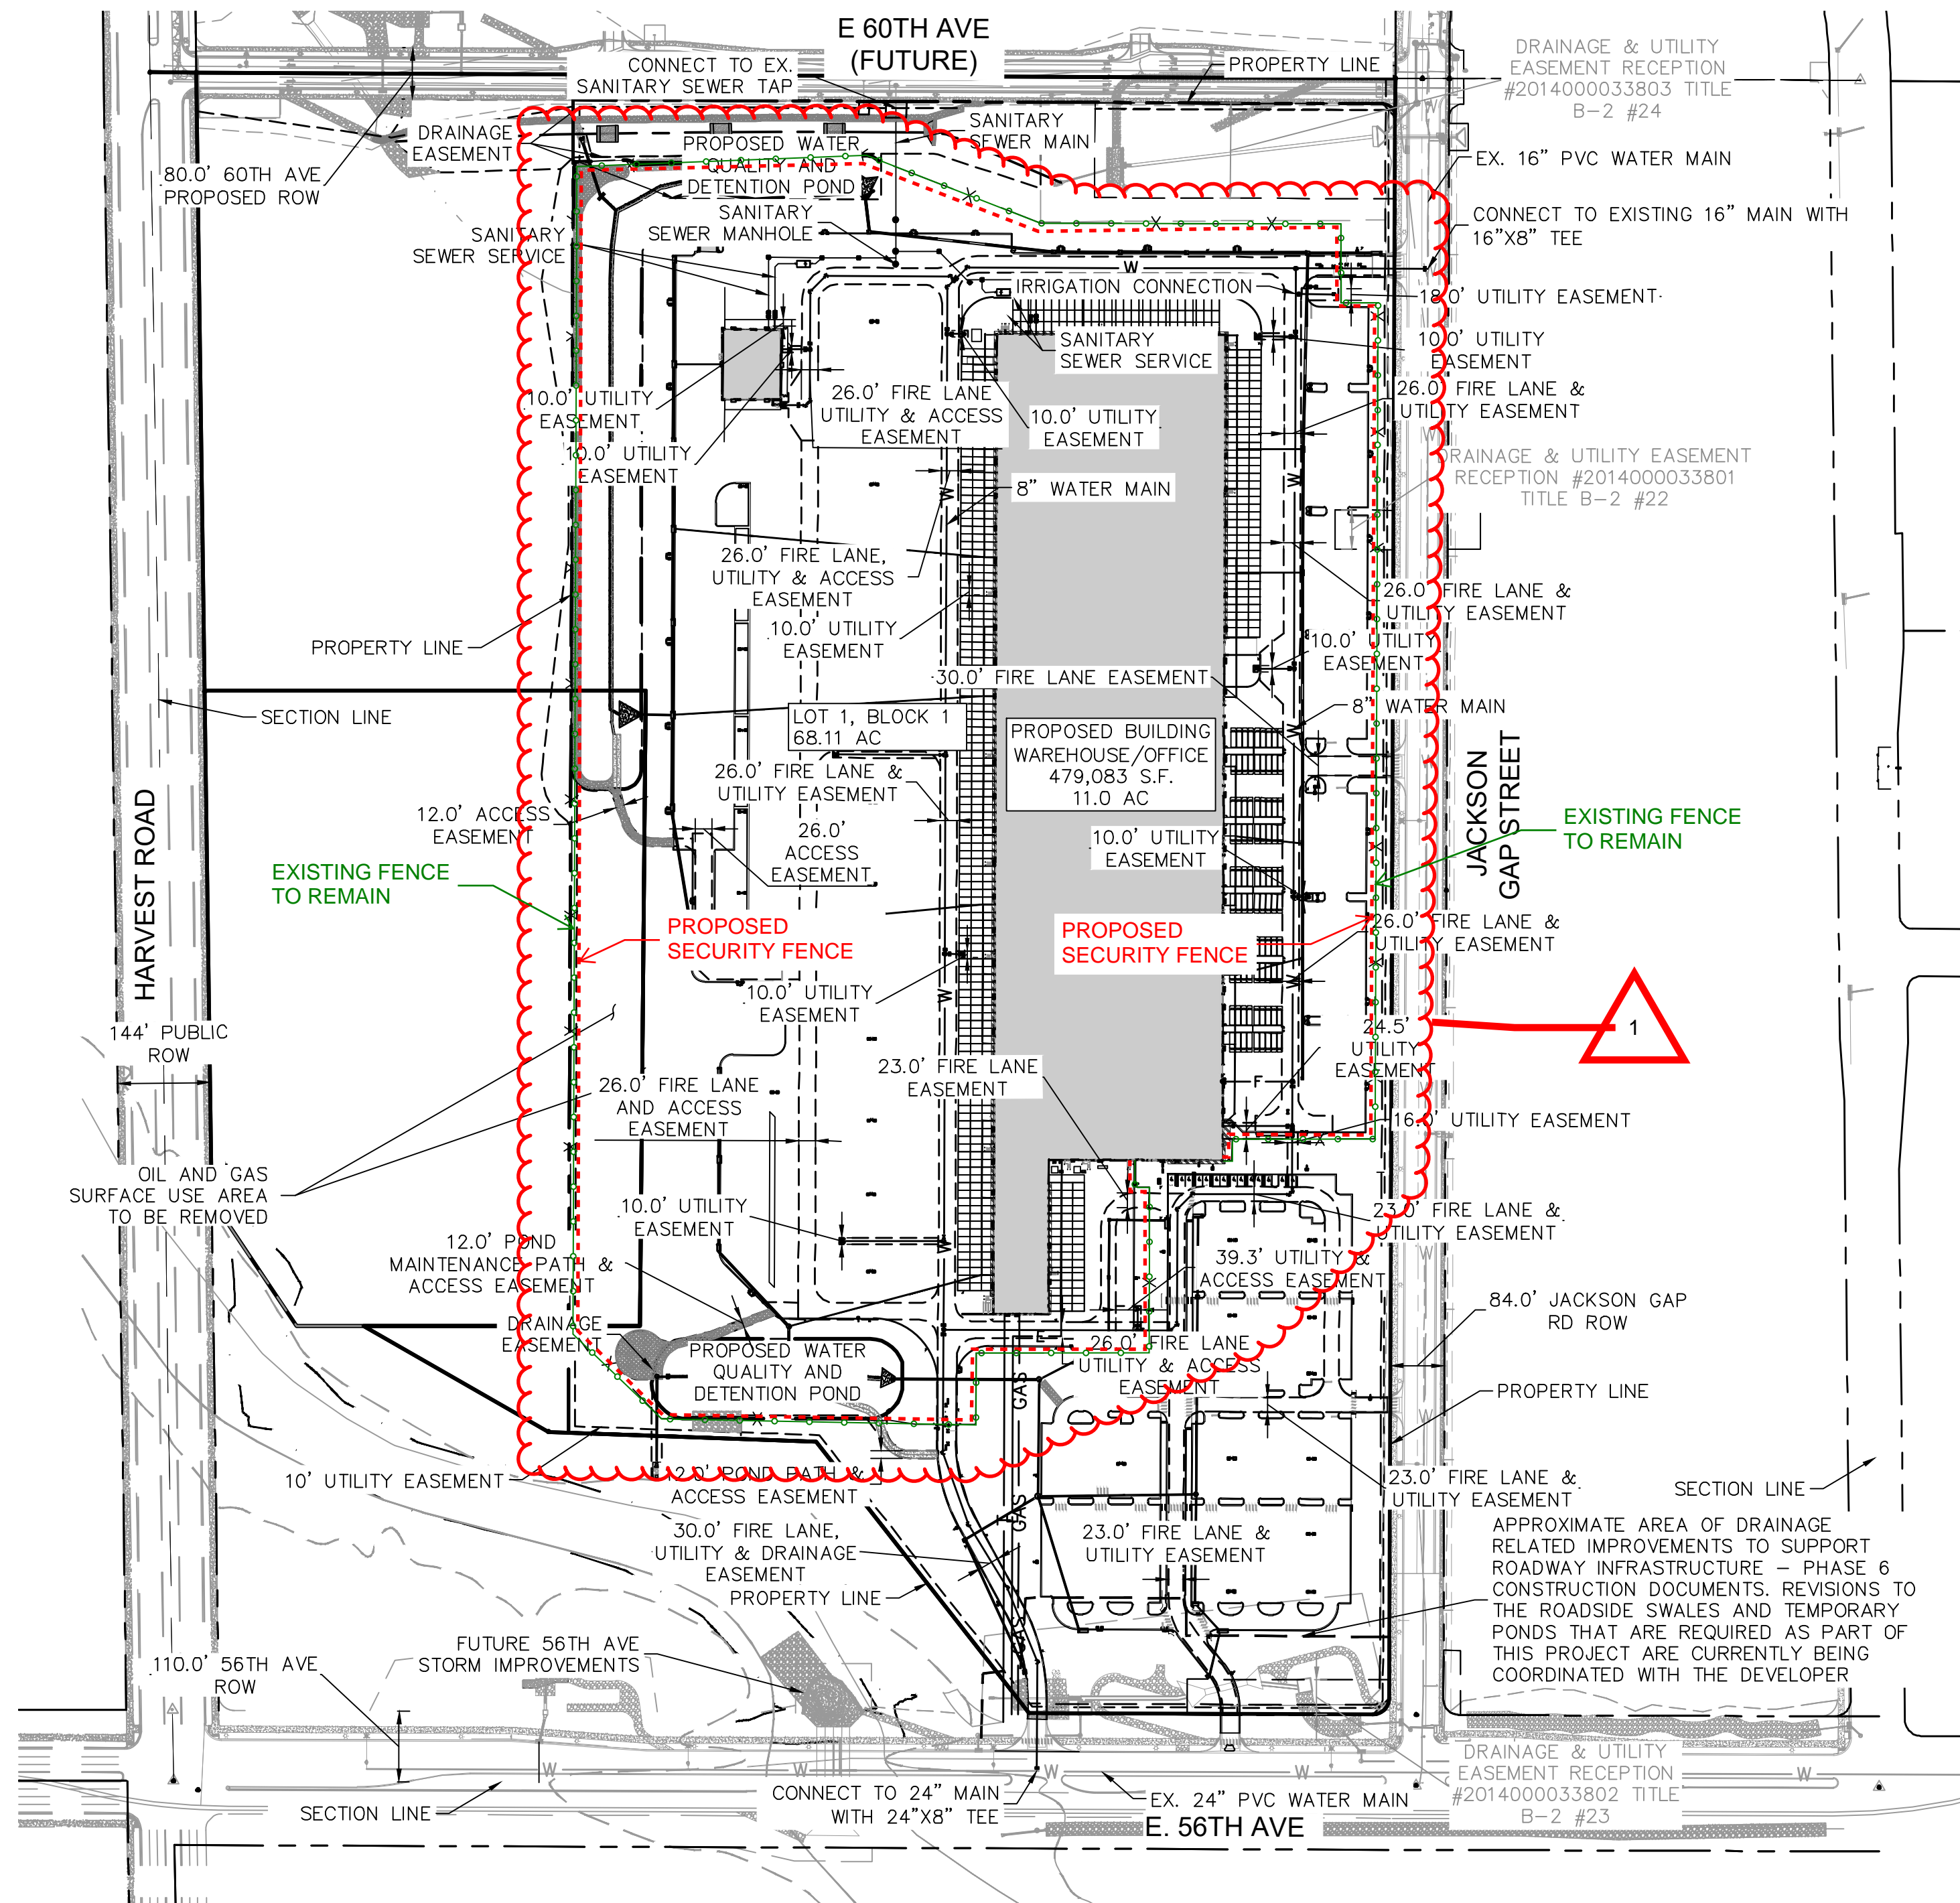 E 60TH AVE
(FUTURE)
CONNECT TO EX.
SANITARY SEWER TAP
PROPERTY LINE
DRAINAGE & UTILITY
EASEMENT RECEPTION
#2014000033803 TITLE
B-2 #24
DRAINAGE
EASEMENT
SANITARY
SEWER MAIN
PROPOSED WATER
QUALITY AND
DETENTION POND
80.0' 60TH AVE
PROPOSED ROW
EX. 16" PVC WATER MAIN
SANITARY
SEWER MANHOLE
CONNECT TO EXISTING 16" MAIN WITH
16"X8" TEE
SANITARY
SEWER SERVICE
W
IRRIGATION CONNECTION
18.0' UTILITY EASEMENT
SANITARY
SEWER SERVICE
10.0' UTILITY
EASEMENT
10.0' UTILITY
EASEMENT
26.0' FIRE LANE
UTILITY & ACCESS
EASEMENT
10.0' UTILITY
EASEMENT
26.0' FIRE LANE &
UTILITY EASEMENT
10.0' UTILITY
EASEMENT
W
DRAINAGE & UTILITY EASEMENT
RECEPTION #2014000033801
TITLE B-2 #22
8" WATER MAIN
W
W
26.0' FIRE LANE,
UTILITY & ACCESS
EASEMENT
26.0' FIRE LANE &
UTILITY EASEMENT
10.0' UTILITY
EASEMENT
10.0' UTILITY
EASEMENT
PROPERTY LINE
30.0' FIRE LANE EASEMENT
SECTION LINE
8" WATER MAIN
W
LOT 1, BLOCK 1
68.11 AC
PROPOSED BUILDING
WAREHOUSE/OFFICE
479,083 S.F.
11.0 AC
JACKSON
GAP STREET
HARVEST ROAD
26.0' FIRE LANE &
UTILITY EASEMENT
12.0' ACCESS
EASEMENT
26.0'
ACCESS
EASEMENT
10.0' UTILITY
EASEMENT
EXISTING FENCE
TO REMAIN
EXISTING FENCE
TO REMAIN
PROPOSED
SECURITY FENCE
PROPOSED
SECURITY FENCE
26.0' FIRE LANE &
UTILITY EASEMENT
W
10.0' UTILITY
EASEMENT
W
144' PUBLIC
ROW
24.5'
UTILITY
EASEMENT
1
23.0' FIRE LANE
EASEMENT
F
26.0' FIRE LANE
AND ACCESS
EASEMENT
16.0' UTILITY EASEMENT
OIL AND GAS
SURFACE USE AREA
TO BE REMOVED
10.0' UTILITY
EASEMENT
W
23.0' FIRE LANE &
UTILITY EASEMENT
12.0' POND
MAINTENANCE PATH &
ACCESS EASEMENT
39.3' UTILITY &
ACCESS EASEMENT
W
84.0' JACKSON GAP
RD ROW
DRAINAGE
EASEMENT
PROPOSED WATER
QUALITY AND
DETENTION POND
26.0' FIRE LANE
UTILITY & ACCESS
EASEMENT
GAS
GAS
PROPERTY LINE
10' UTILITY EASEMENT
12.0' POND PATH &
ACCESS EASEMENT
23.0' FIRE LANE &
UTILITY EASEMENT
SECTION LINE
GAS
GAS
30.0' FIRE LANE,
UTILITY & DRAINAGE
EASEMENT
23.0' FIRE LANE &
UTILITY EASEMENT
PROPERTY LINE
APPROXIMATE AREA OF DRAINAGE
RELATED IMPROVEMENTS TO SUPPORT
ROADWAY INFRASTRUCTURE – PHASE 6
CONSTRUCTION DOCUMENTS. REVISIONS TO
THE ROADSIDE SWALES AND TEMPORARY
PONDS THAT ARE REQUIRED AS PART OF
THIS PROJECT ARE CURRENTLY BEING
COORDINATED WITH THE DEVELOPER
GAS
FUTURE 56TH AVE
STORM IMPROVEMENTS
110.0' 56TH AVE
ROW
W
W
W
W
W
DRAINAGE & UTILITY
EASEMENT RECEPTION
#2014000033802 TITLE
B-2 #23
SECTION LINE
CONNECT TO 24" MAIN
WITH 24"X8" TEE
EX. 24" PVC WATER MAIN
E. 56TH AVE